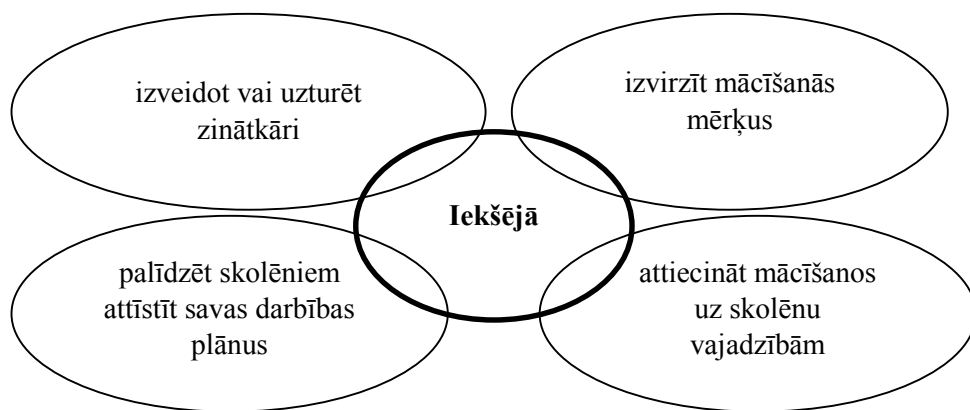 izveidot vai uzturēt
zinātkāri
izvirzīt mācīšanās
mērķus
Iekšējā
palīdzēt skolēniem
attīstīt savas darbības
plānus
attiecināt mācīšanos
uz skolēnu
vajadzībām